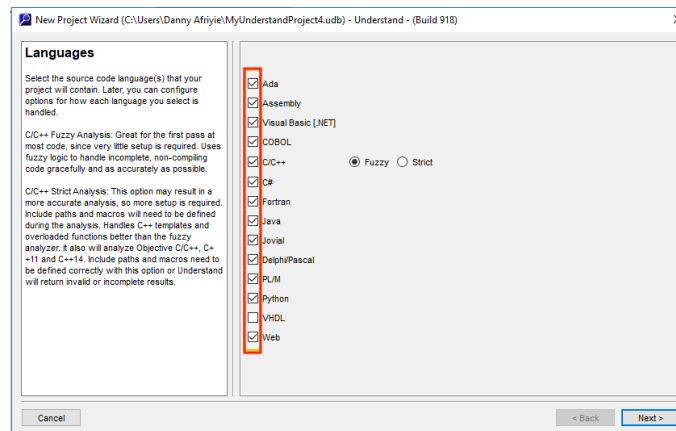 New Project Wizard (C:\Users\Danny Afriyie\MyUnderstandProject4.udb) - Understand - (Build 918)
Languages
Select the source code language(s) that your
project will contain. Later, you can configure
options for how each language you select is
handled.
C/C++ Fuzzy Analysis: Great for the first pass at
most code, since very little setup is required. Uses
fuzzy logic to handle incomplete, non-compiling
code gracefully and as accurately as possible.
C/C++ Strict Analysis: This option may result in a
more accurate analysis, so more setup is required.
Include paths and macros will need to be defined
during the analysis. Handles C++ templates and
overloaded functions better than the fuzzy
analyzer. It also will analyze Objective C/C++, C+
+11 and C++14. Include paths and macros need to
be defined correctly with this option or Understand
will return invalid or incomplete results.
Ada
Assembly
Visual Basic [.NET]
COBOL
C/C++ Fuzzy Strict
C#
Fortran
Java
Jovial
Delphi/Pascal
PL/M
Python
VHDL
Web
Cancel < Back Next >